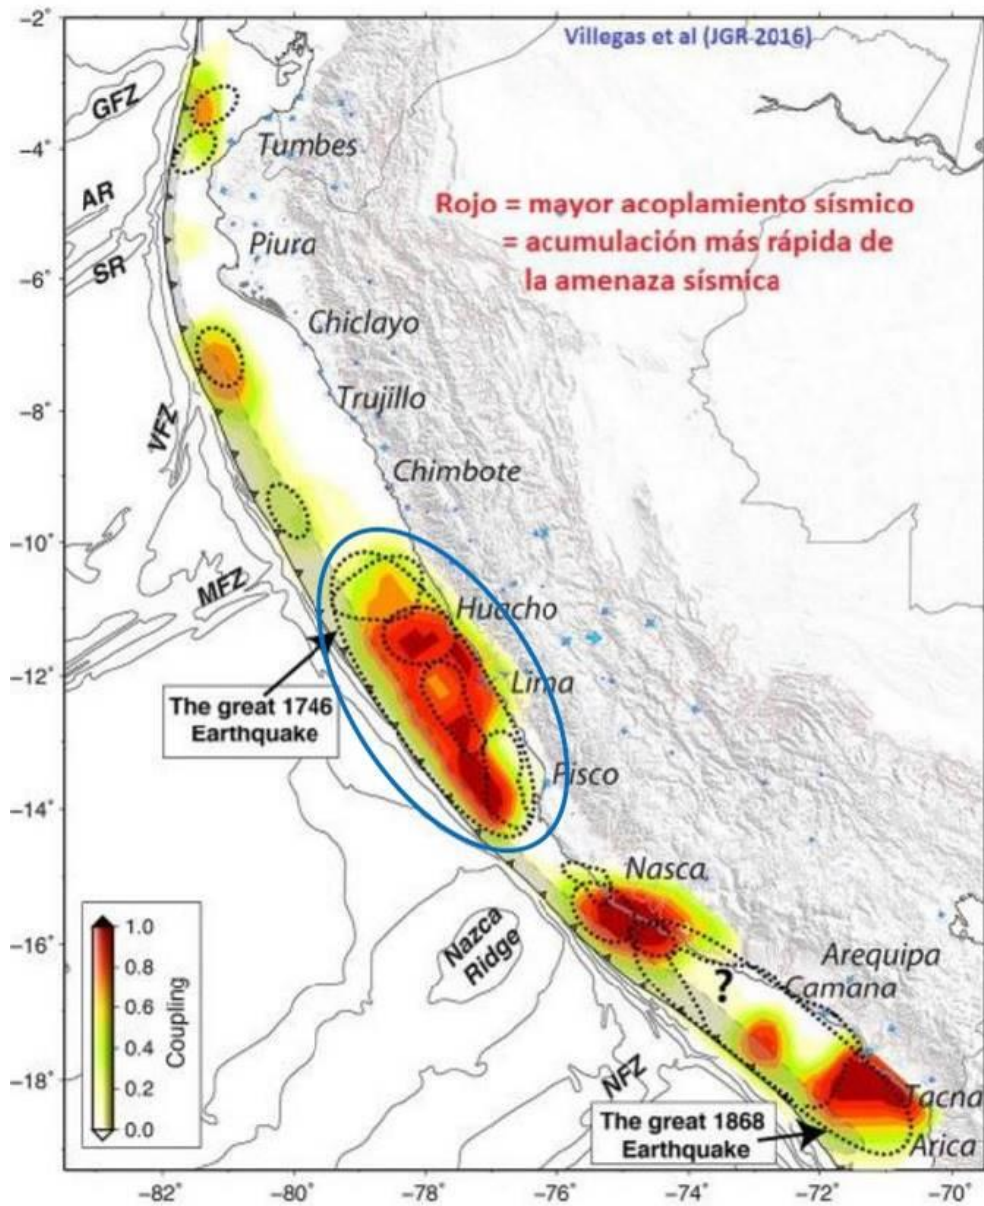 Villegas et al (JGR 2016)
-2°
-4°
-6°
-8°
-10°
-12°
-14°
-16°
-18°
GFZ
AR
SR
VFZ
MFZ
Tumbes
Piura
Chiclayo
Trujillo
Chimbote
Rojo = mayor acoplamiento sísmico
= acumulación más rápida de
la amenaza sísmica
Huacho
Lima
Pisco
The great 1746
Earthquake
Nasca
Nazca
Ridge
Arequipa
Camana
?
NFZ
Tacna
Arica
The great 1868
Earthquake
1.0
0.8
0.6
0.4
0.2
0.0
Coupling
-82°
-80°
-78°
-76°
-74°
-72°
-70°